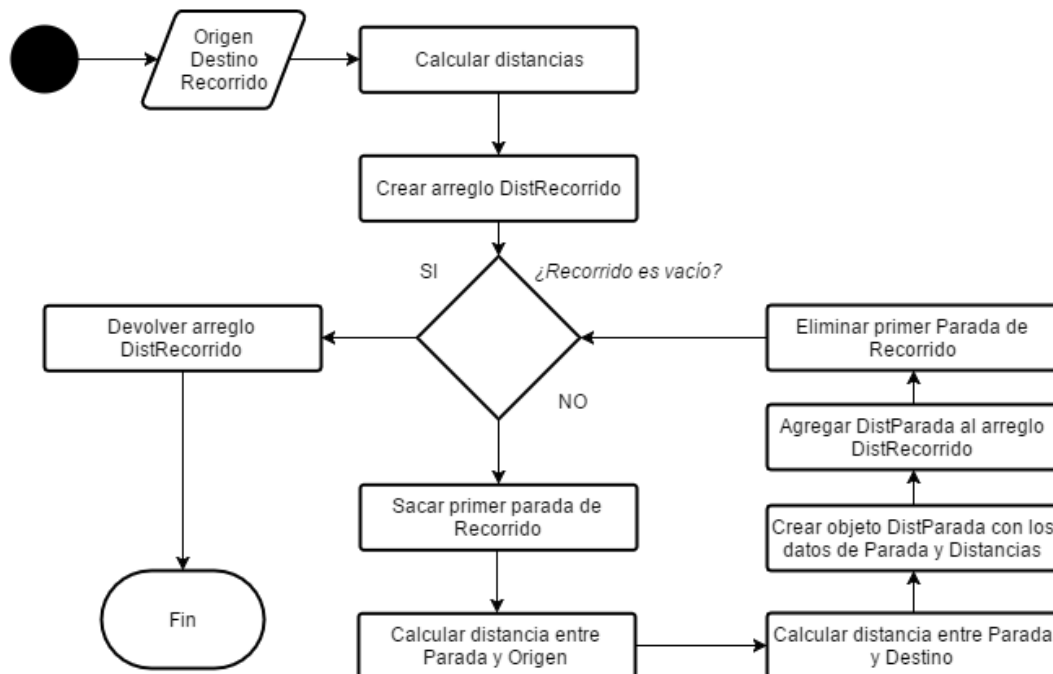 Origen
Destino
Recorrido
Calcular distancias
Crear arreglo DistRecorrido
SI
¿Recorrido es vacío?
Devolver arreglo
DistRecorrido
Eliminar primer Parada de
Recorrido
NO
Agregar DistParada al arreglo
DistRecorrido
Sacar primer parada de
Recorrido
Crear objeto DistParada con los
datos de Parada y Distancias
Fin
Calcular distancia entre
Parada y Origen
Calcular distancia entre Parada
y Destino